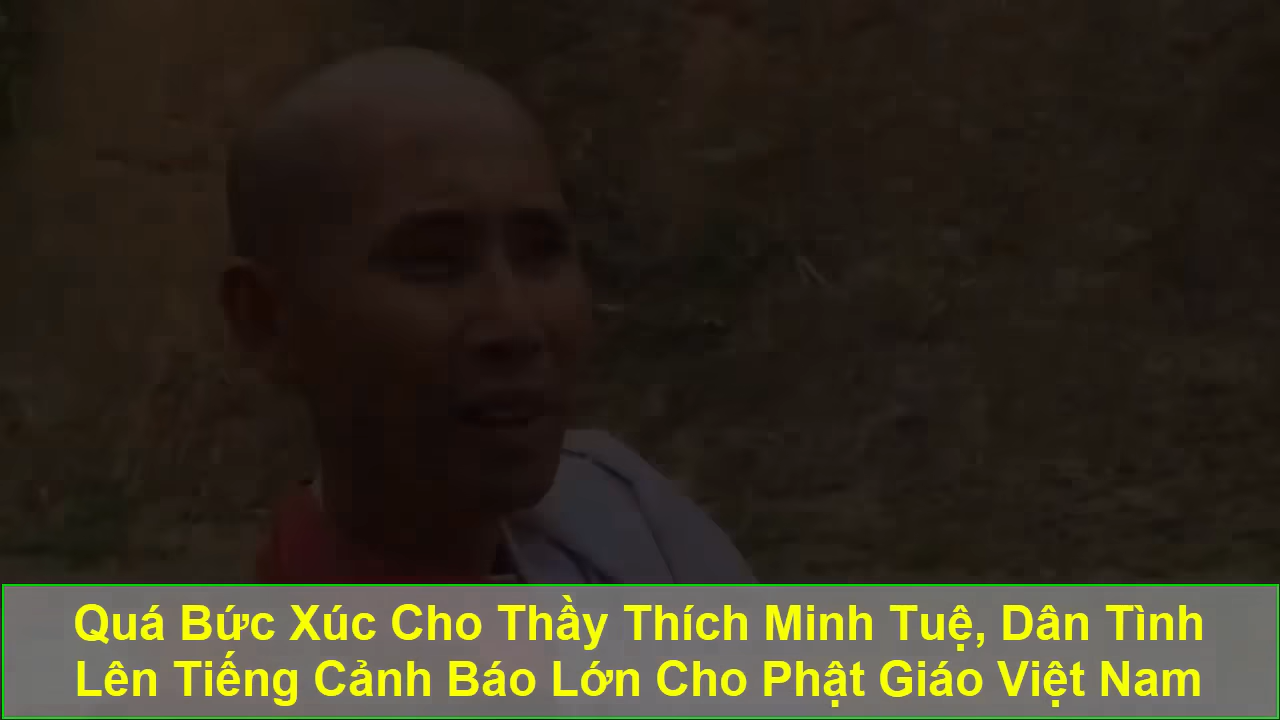 Quá Bức Xúc Cho Thầy Thích Minh Tuệ, Dân Tình
Lên Tiếng Cảnh Báo Lớn Cho Phật Giáo Việt Nam